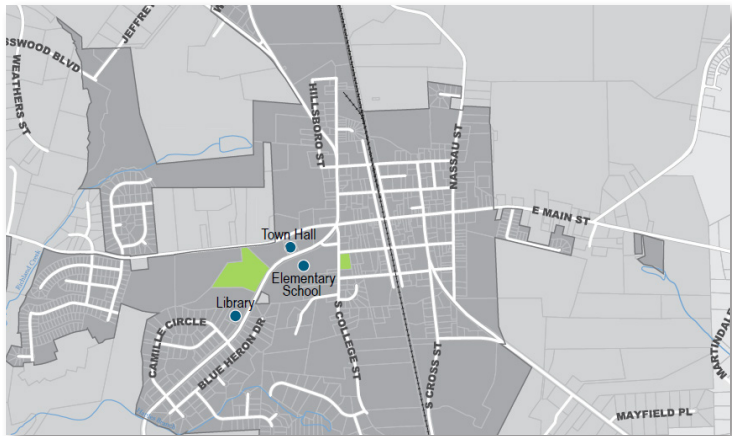 SSWOOD BLVD
JEFFREY
W
WEATHERS ST
HILLSBORO ST
NASSAU ST
E MAIN ST
Town Hall
Elementary
School
Library
CAMILLE CIRCLE
BLUE HERON DR
S COLLEGE ST
S CROSS ST
MARTINDALE
MAYFIELD PL